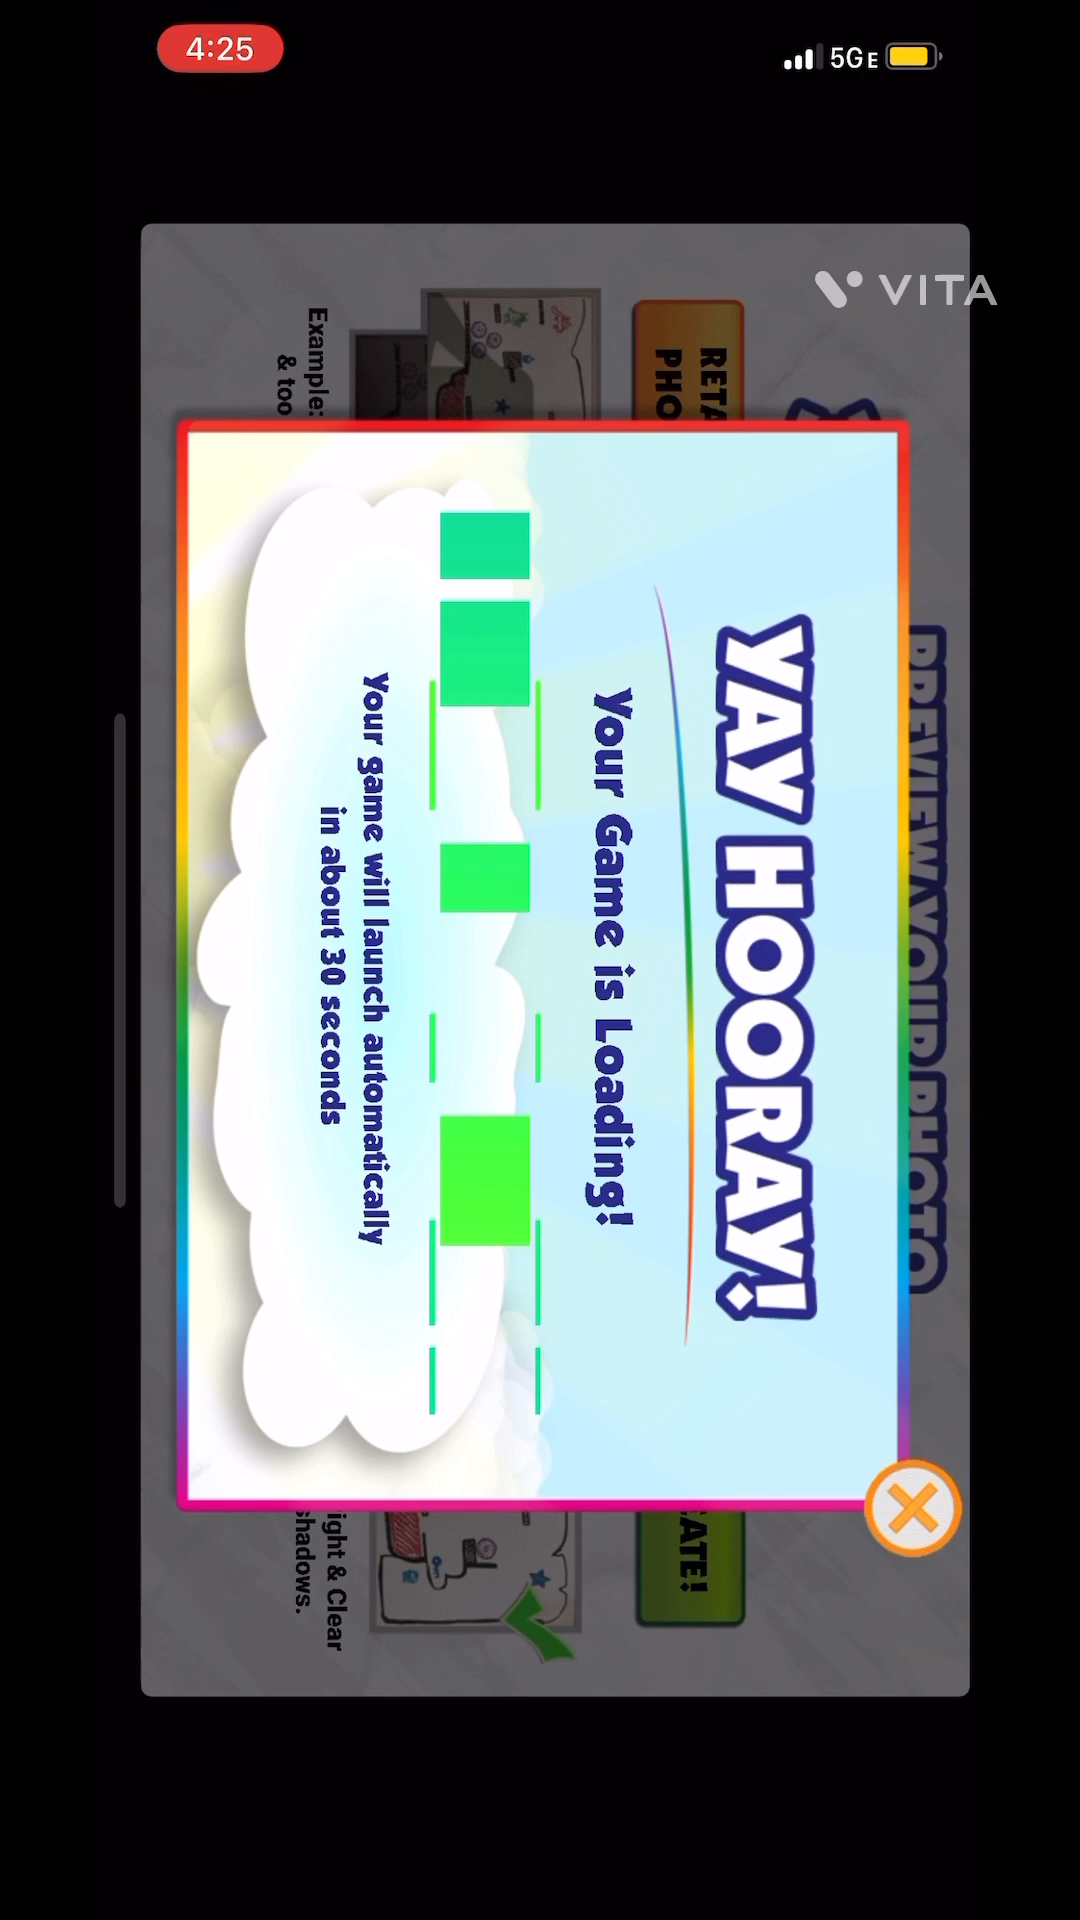 4:25
5GE
VITA
PREVIEW YOUR PHOTO
YAY HOORAY!
Your Game is Loading!
Your game will launch automatically
in about 30 seconds
RETA
PHO
EATE!
Example:
& too
ight & Clear
shadows.